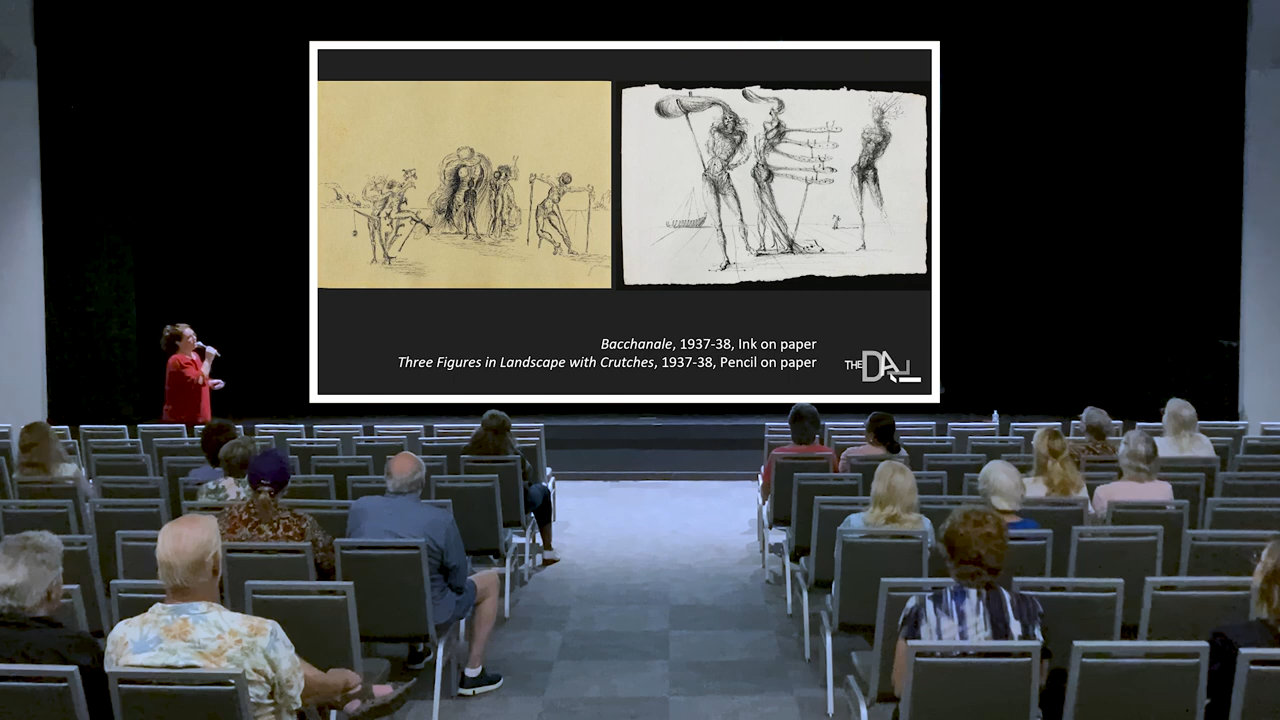 Bacchanale, 1937-38, Ink on paper
Three Figures in Landscape with Crutches, 1937-38, Pencil on paper
THE DALI